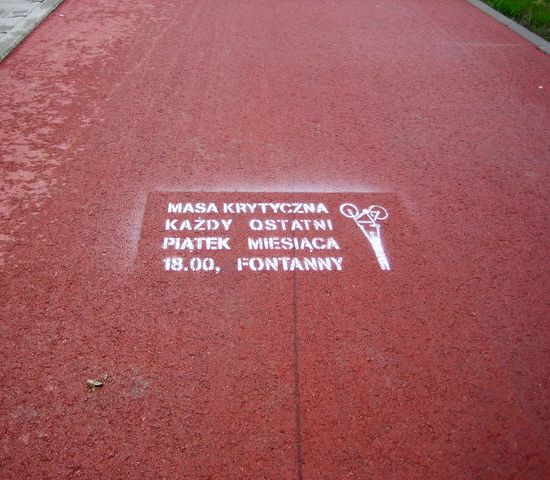 MASA KRYTYCZNA
KAŻDY OSTATNI
PIĄTEK MIESIĄCA
18.00, FONTANNY